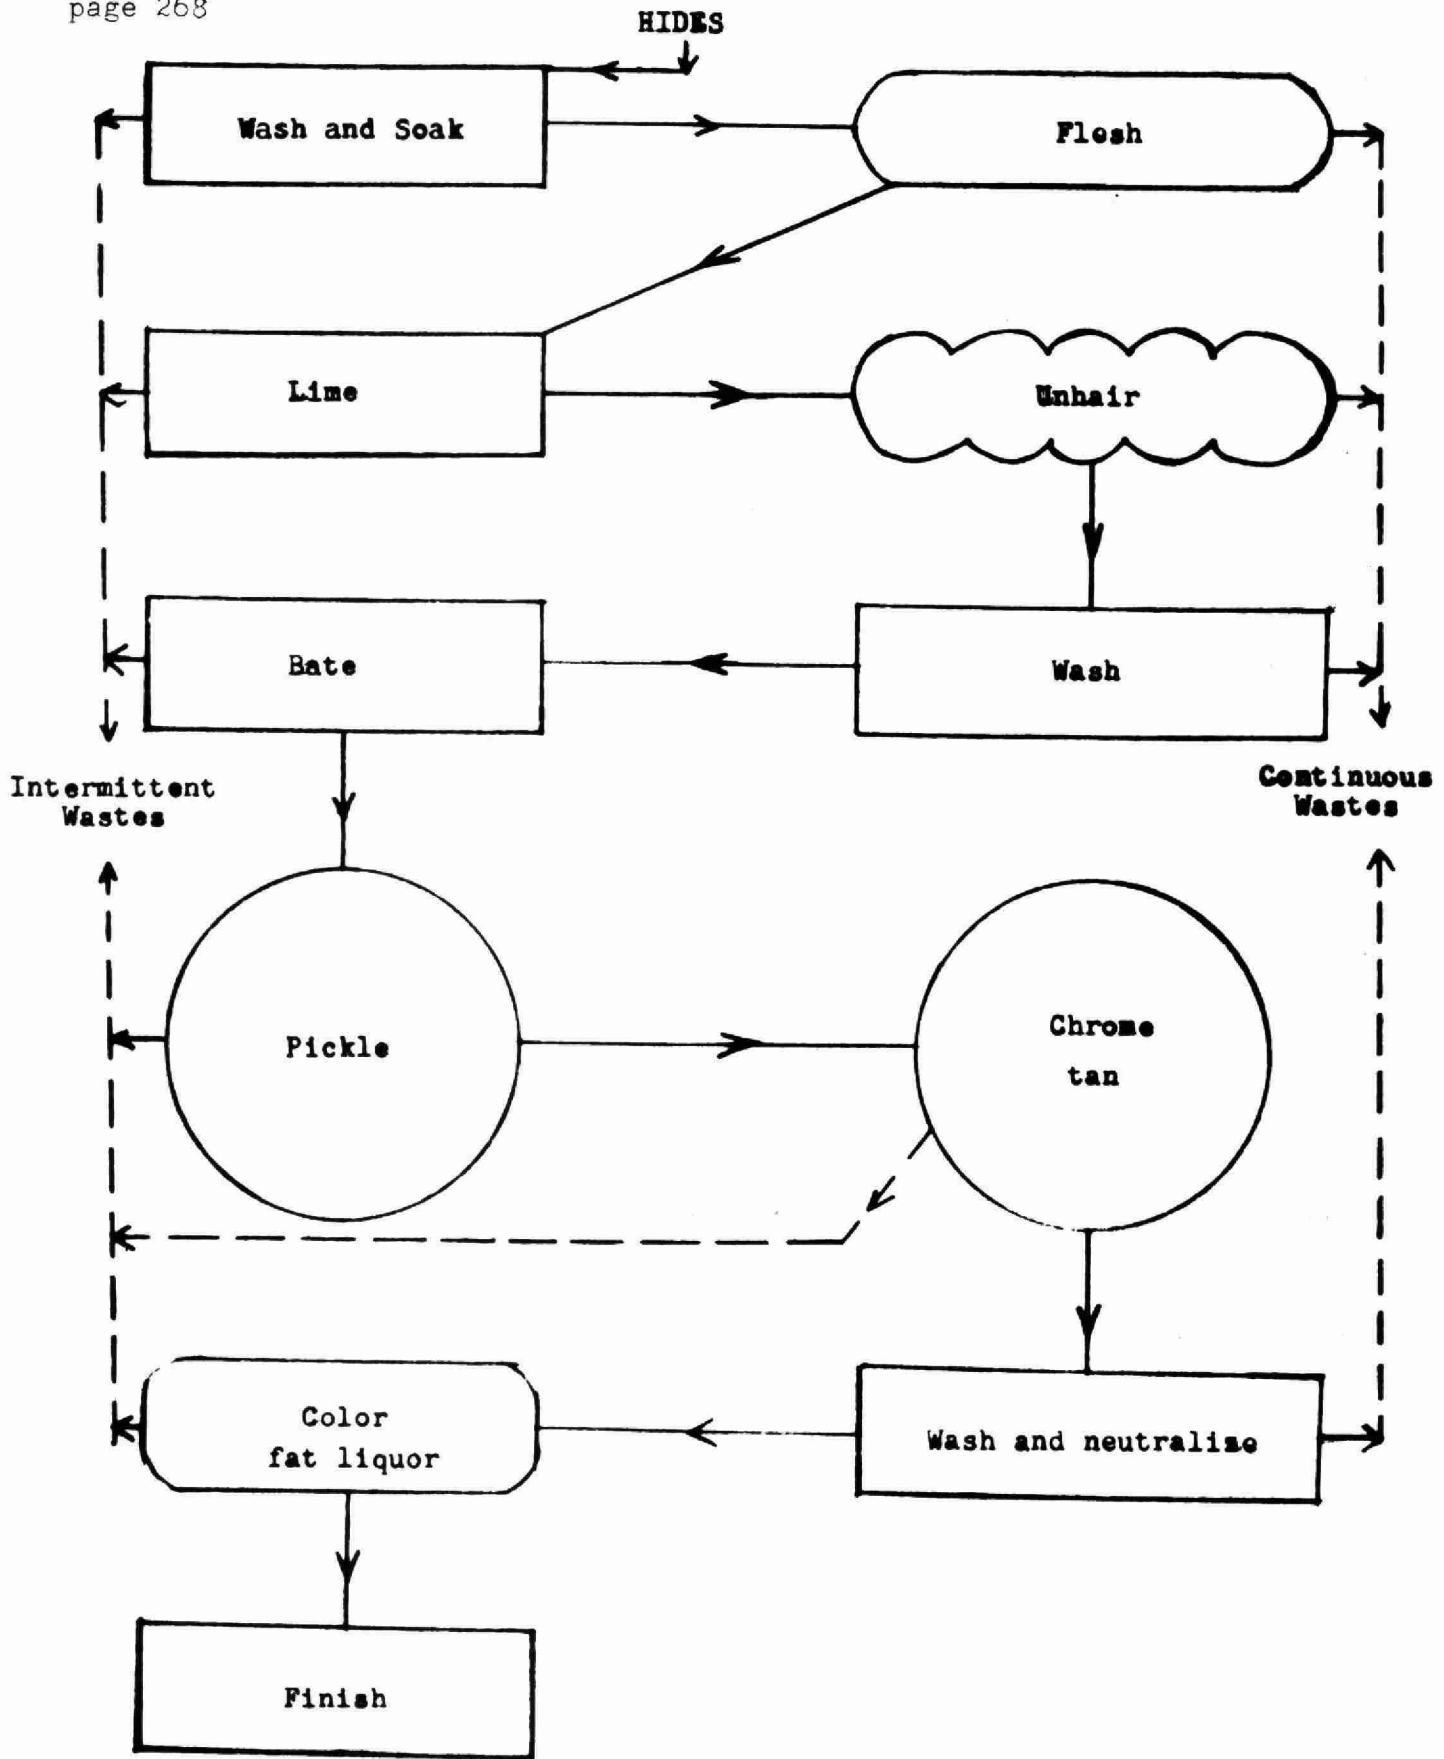 page 268
HIDES
Wash and Soak
Flesh
Lime
Unhair
Bate
Wash
Intermittent
Wastes
Continuous
Wastes
Pickle
Chrome
tan
Color
fat liquor
Wash and neutralize
Finish